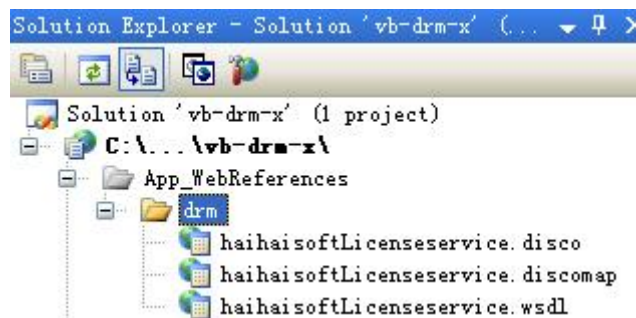 Solution Explorer - Solution 'vb-drm-x' (...
Solution 'vb-drm-x' (1 project)
C:\...\vb-drm-x\
App_WebReferences
drm
haihaisoftLicenseservice.disco
haihaisoftLicenseservice.discomap
haihaisoftLicenseservice.wsdl